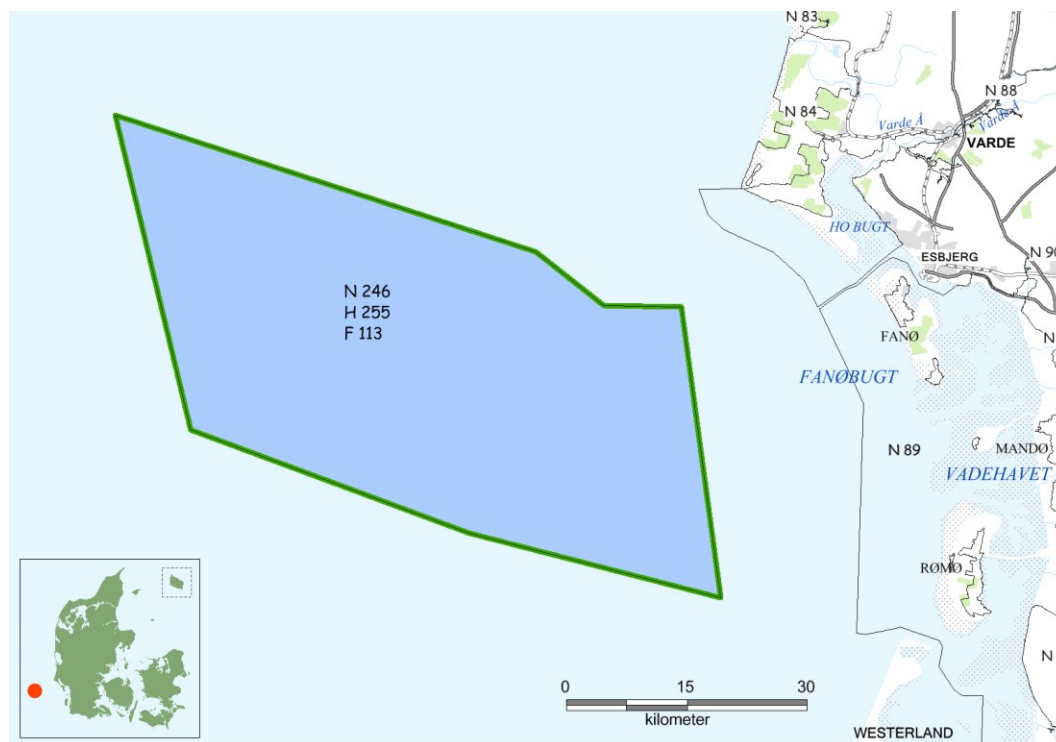 N 83
N 88
N 84
Varde Å
Varde Å
VARDE
HO BUGT
ESBJERG
N 90
N 246
H 255
F 113
FANØ
N
FANØBUGT
N 89
MANDØ
VADEHAVET
RØMØ
N
0 15 30
kilometer
WESTERLAND